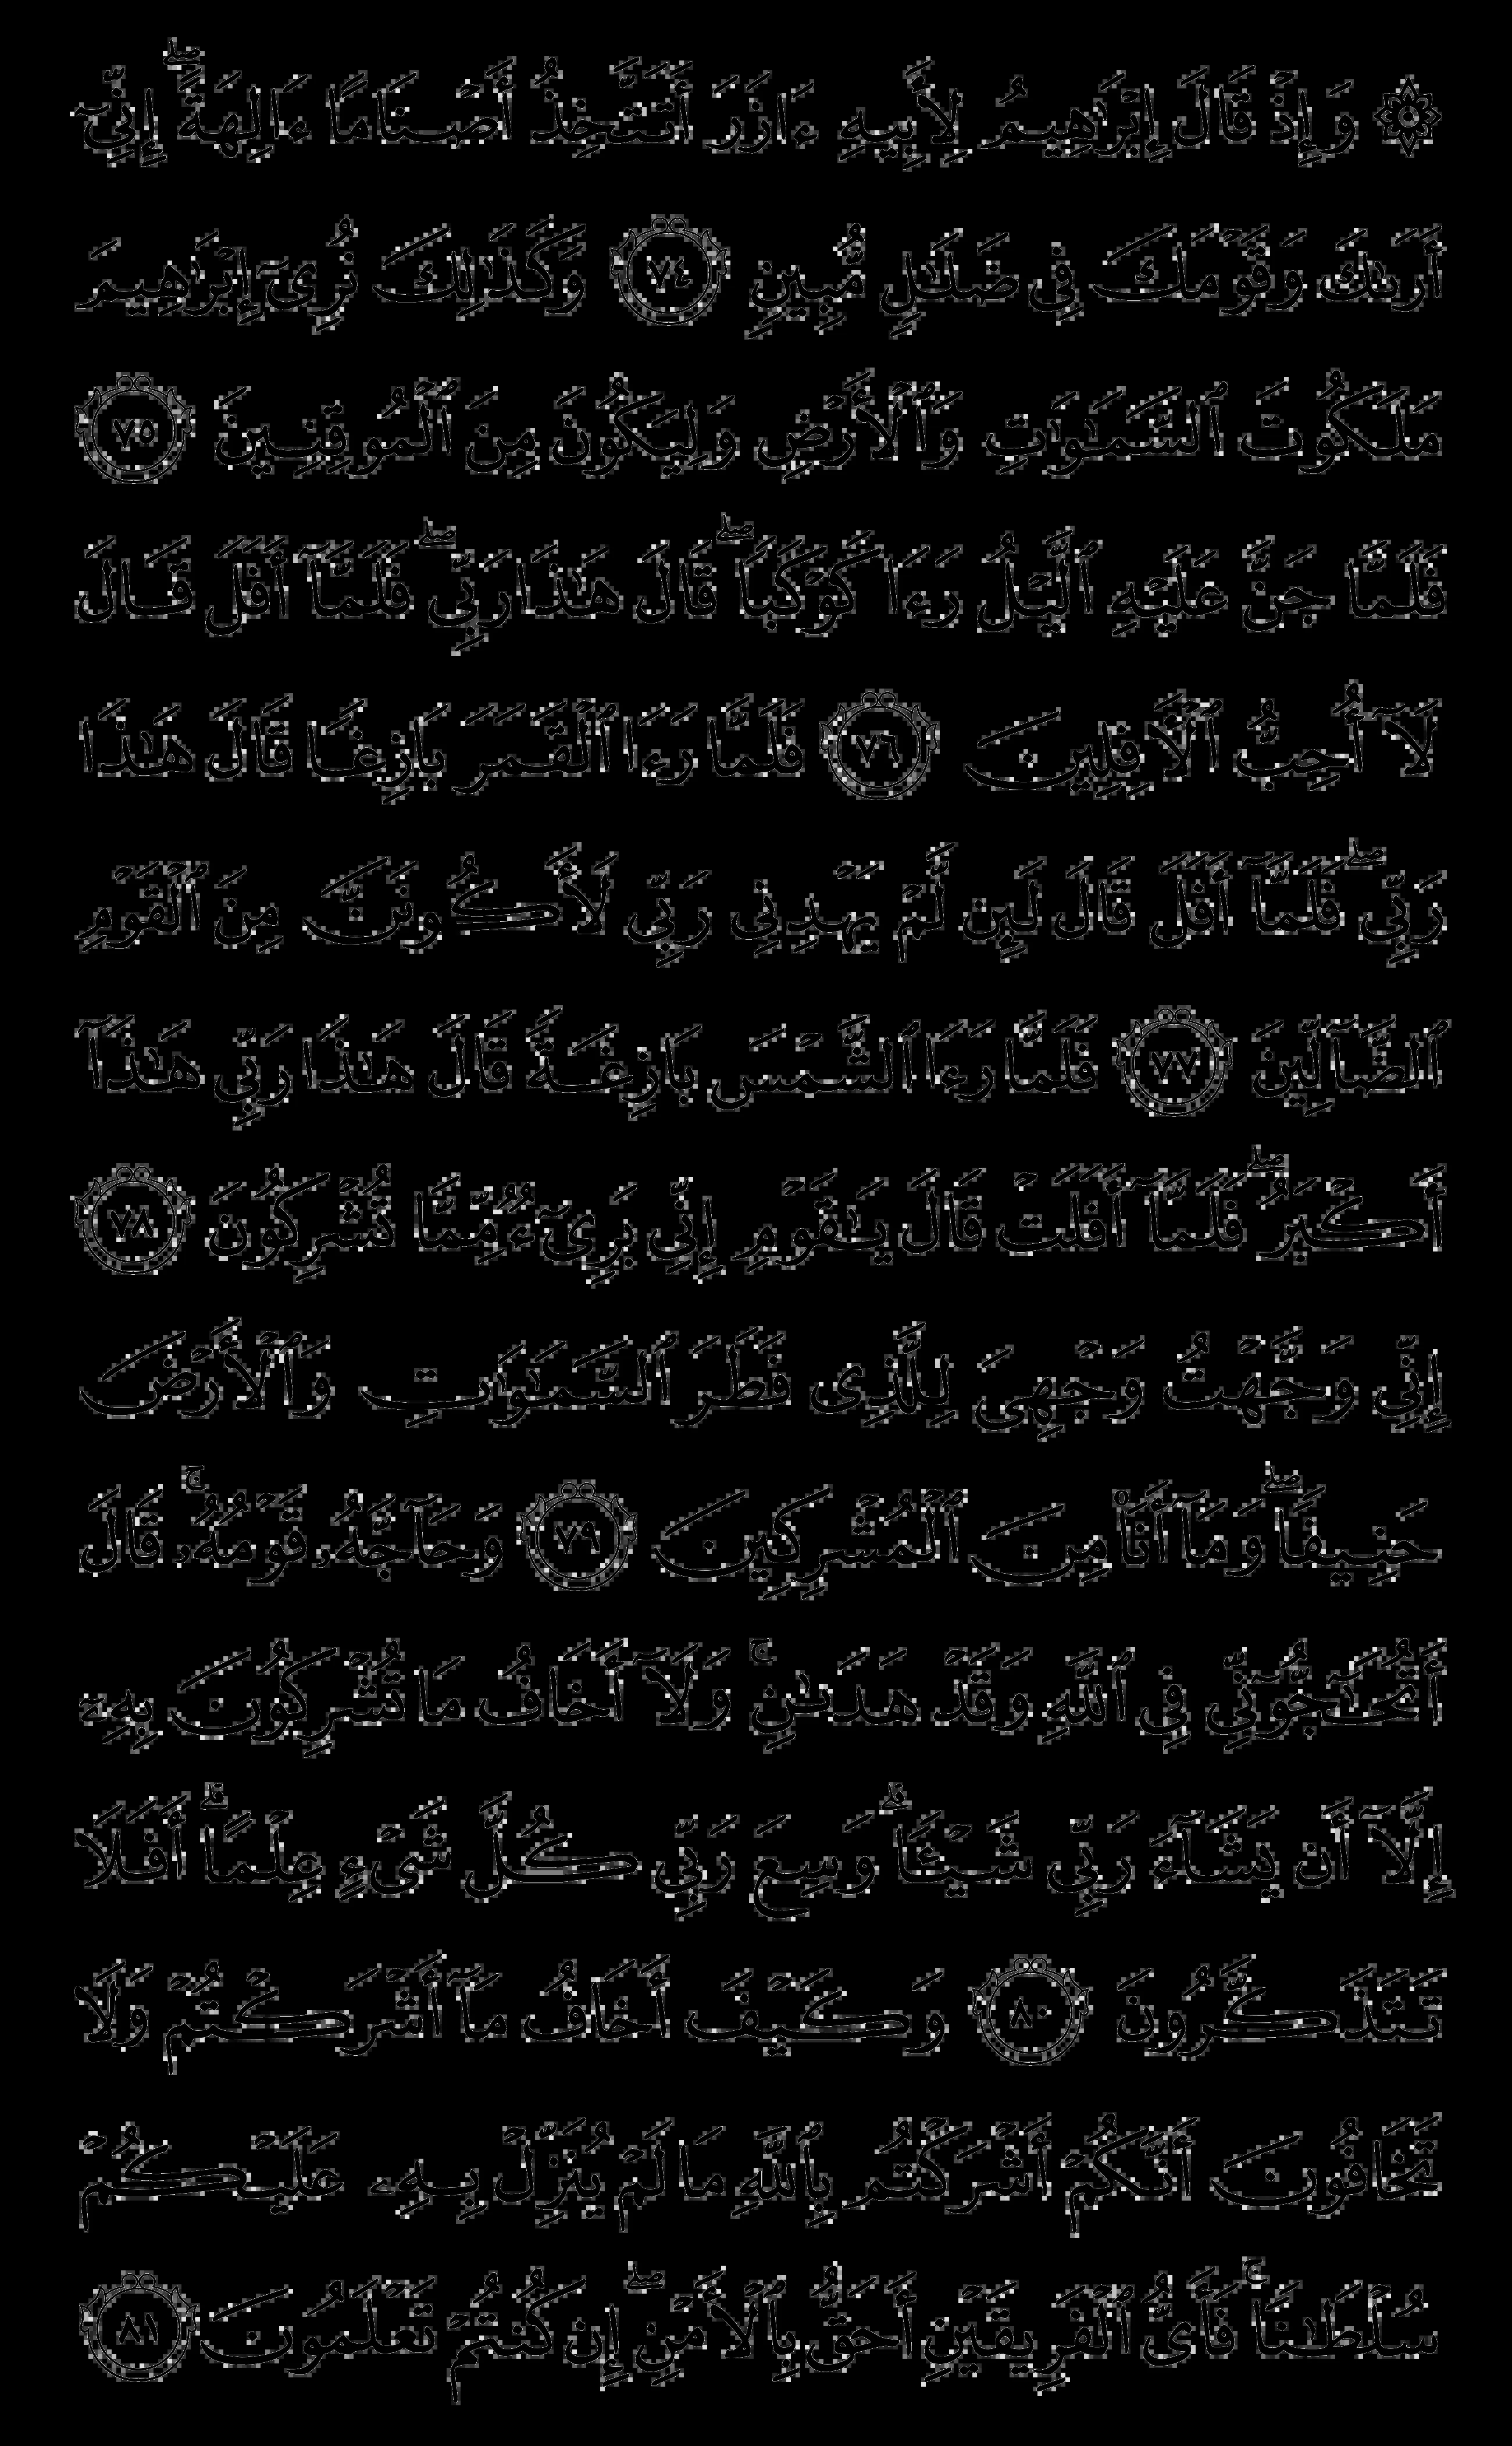 ۞ وَإِذْ قَالَ إِبْرَٰهِيمُ لِأَبِيهِ ءَازَرَ أَتَتَّخِذُ أَصْنَامًا ءَالِهَةً ۖ إِنِّىٓ
أَرَىٰكَ وَقَوْمَكَ فِى ضَلَـٰلٍ مُّبِينٍ ٧٤ وَكَذَٰلِكَ نُرِىٓ إِبْرَٰهِيمَ
مَلَكُوتَ ٱلسَّمَـٰوَٰتِ وَٱلْأَرْضِ وَلِيَكُونَ مِنَ ٱلْمُوقِنِينَ ٧٥
فَلَمَّا جَنَّ عَلَيْهِ ٱلَّيْلُ رَءَا كَوْكَبًا ۖ قَالَ هَـٰذَا رَبِّى ۖ فَلَمَّآ أَفَلَ قَالَ
لَآ أُحِبُّ ٱلْـَٔافِلِينَ ٧٦ فَلَمَّا رَءَا ٱلْقَمَرَ بَازِغًا قَالَ هَـٰذَا
رَبِّى ۖ فَلَمَّآ أَفَلَ قَالَ لَئِن لَّمْ يَهْدِنِى رَبِّى لَأَكُونَنَّ مِنَ ٱلْقَوْمِ
ٱلضَّآلِّينَ ٧٧ فَلَمَّا رَءَا ٱلشَّمْسَ بَازِغَةً قَالَ هَـٰذَا رَبِّى هَـٰذَآ
أَكْبَرُ ۖ فَلَمَّآ أَفَلَتْ قَالَ يَـٰقَوْمِ إِنِّى بَرِىٓءٌ مِّمَّا تُشْرِكُونَ ٧٨
إِنِّى وَجَّهْتُ وَجْهِىَ لِلَّذِى فَطَرَ ٱلسَّمَـٰوَٰتِ وَٱلْأَرْضَ
حَنِيفًا ۖ وَمَآ أَنَا۠ مِنَ ٱلْمُشْرِكِينَ ٧٩ وَحَآجَّهُۥ قَوْمُهُۥ ۚ قَالَ
أَتُحَـٰٓجُّوٓنِّى فِى ٱللَّهِ وَقَدْ هَدَىٰنِ ۚ وَلَآ أَخَافُ مَا تُشْرِكُونَ بِهِۦٓ
إِلَّآ أَن يَشَآءَ رَبِّى شَيْـًٔا ۗ وَسِعَ رَبِّى كُلَّ شَىْءٍ عِلْمًا ۗ أَفَلَا
تَتَذَكَّرُونَ ٨٠ وَكَيْفَ أَخَافُ مَآ أَشْرَكْتُمْ وَلَا
تَخَافُونَ أَنَّكُمْ أَشْرَكْتُم بِٱللَّهِ مَا لَمْ يُنَزِّلْ بِهِۦ عَلَيْكُمْ
سُلْطَـٰنًا ۚ فَأَىُّ ٱلْفَرِيقَيْنِ أَحَقُّ بِٱلْأَمْنِ ۖ إِن كُنتُمْ تَعْلَمُونَ ٨١